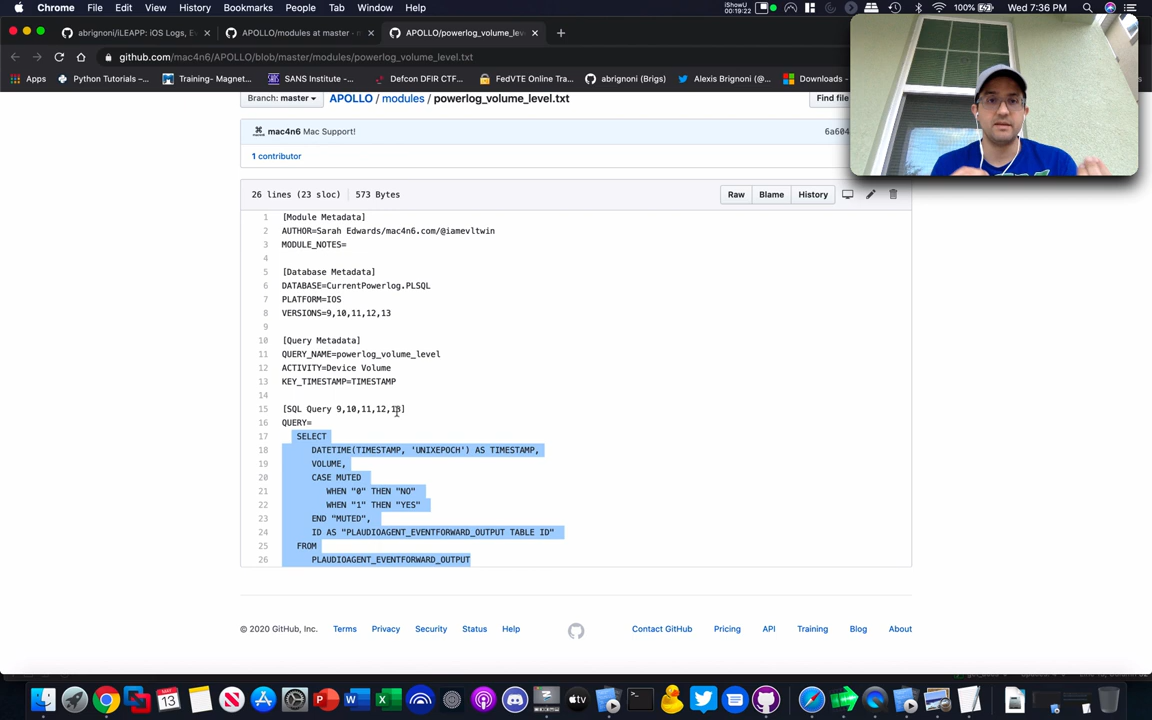 Chrome File Edit View History Bookmarks People Tab Window Help
iShowU
00:19:22
100%
Wed 7:36 PM
abrignoni/iLEAPP: iOS Logs, E
APOLLO/modules at master · m
APOLLO/powerlog_volume_lev
github.com/mac4n6/APOLLO/blob/master/modules/powerlog_volume_level.txt
Apps
Python Tutorials –...
Training- Magnet...
SANS Institute -...
Defcon DFIR CTF...
FedVTE Online Tra...
abrignoni (Brigs)
Alexis Brignoni (@...
Downloads -
Branch: master
APOLLO / modules / powerlog_volume_level.txt
Find file
mac4n6 Mac Support!
6a604
1 contributor
26 lines (23 sloc) 573 Bytes
Raw Blame History
1 [Module Metadata]
2 AUTHOR=Sarah Edwards/mac4n6.com/@iamevltwin
3 MODULE_NOTES=
4
5 [Database Metadata]
6 DATABASE=CurrentPowerlog.PLSQL
7 PLATFORM=IOS
8 VERSIONS=9,10,11,12,13
9
10 [Query Metadata]
11 QUERY_NAME=powerlog_volume_level
12 ACTIVITY=Device Volume
13 KEY_TIMESTAMP=TIMESTAMP
14
15 [SQL Query 9,10,11,12,13]
16 QUERY=
17 SELECT
18 DATETIME(TIMESTAMP, 'UNIXEPOCH') AS TIMESTAMP,
19 VOLUME,
20 CASE MUTED
21 WHEN "0" THEN "NO"
22 WHEN "1" THEN "YES"
23 END "MUTED",
24 ID AS "PLAUDIOAGENT_EVENTFORWARD_OUTPUT TABLE ID"
25 FROM
26 PLAUDIOAGENT_EVENTFORWARD_OUTPUT
© 2020 GitHub, Inc. Terms Privacy Security Status Help
Contact GitHub Pricing API Training Blog About